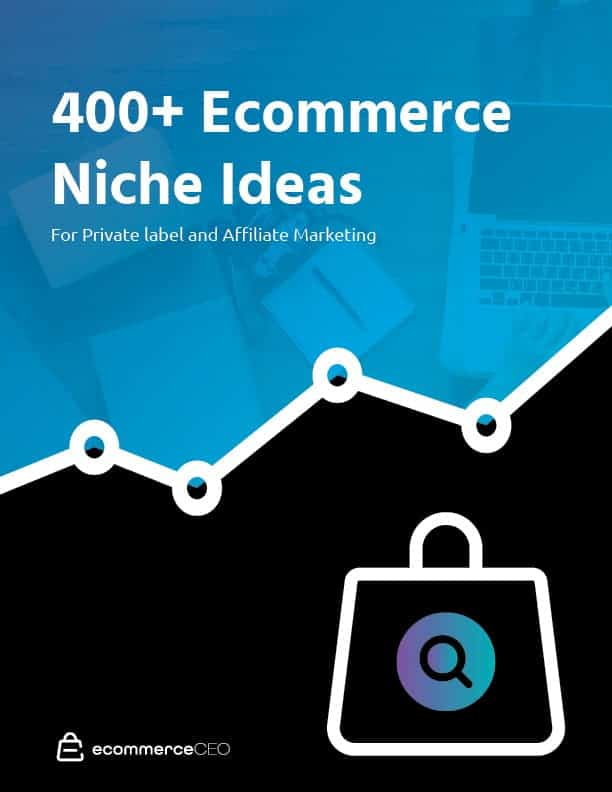 400+ Ecommerce
Niche Ideas
For Private label and Affiliate Marketing
ecommerceCEO